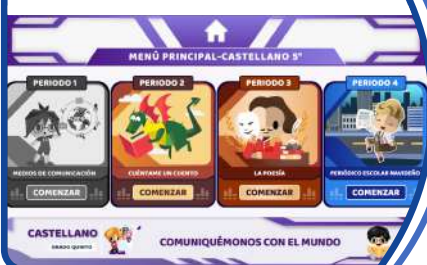 MENÚ PRINCIPAL-CASTELLANO 5°
PERIODO 1
PERIODO 2
PERIODO 3
PERIODO 4
MEDIOS DE COMUNICACIÓN
CUÉNTAME UN CUENTO
LA POESÍA
PERIÓDICO ESCOLAR NAVIDEÑO
COMENZAR
COMENZAR
COMENZAR
COMENZAR
CASTELLANO
GRADO QUINTO
COMUNIQUÉMONOS CON EL MUNDO